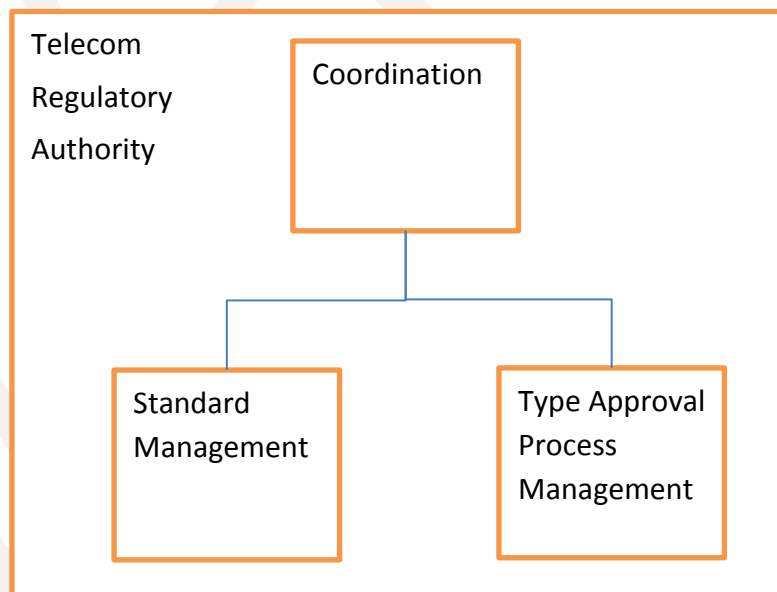 Telecom
Regulatory
Authority
Coordination
Standard
Management
Type Approval
Process
Management